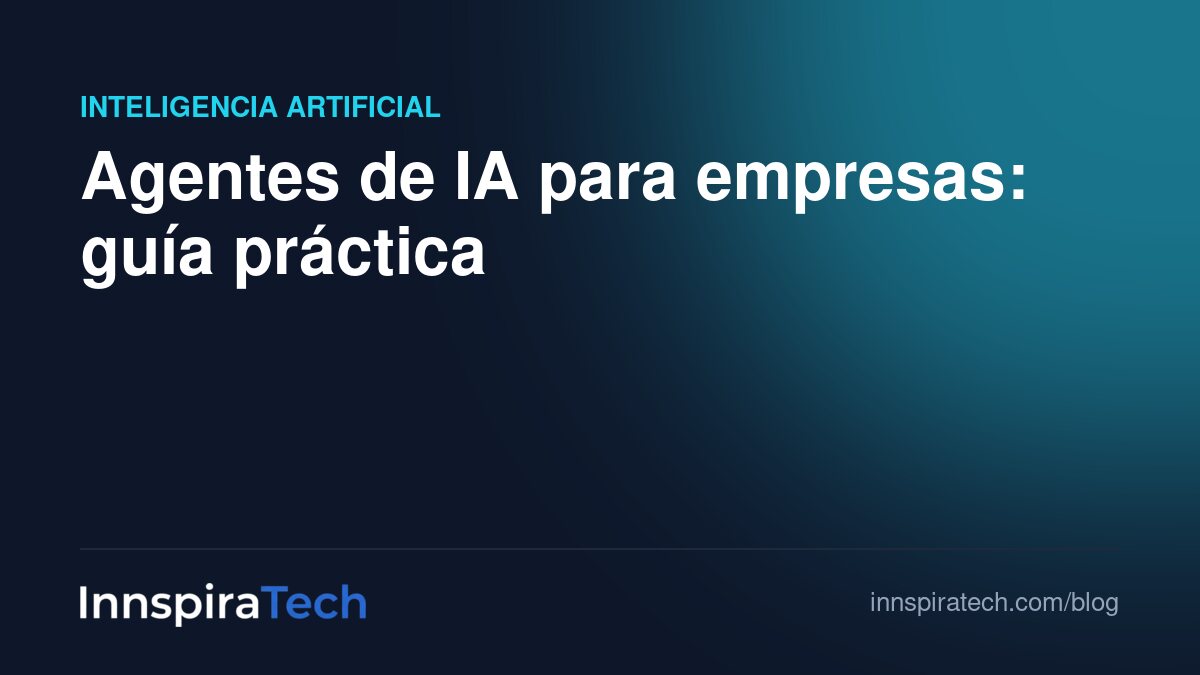 INTELIGENCIA ARTIFICIAL
Agentes de IA para empresas:
guía práctica
InnspiraTech
innspiratech.com/blog